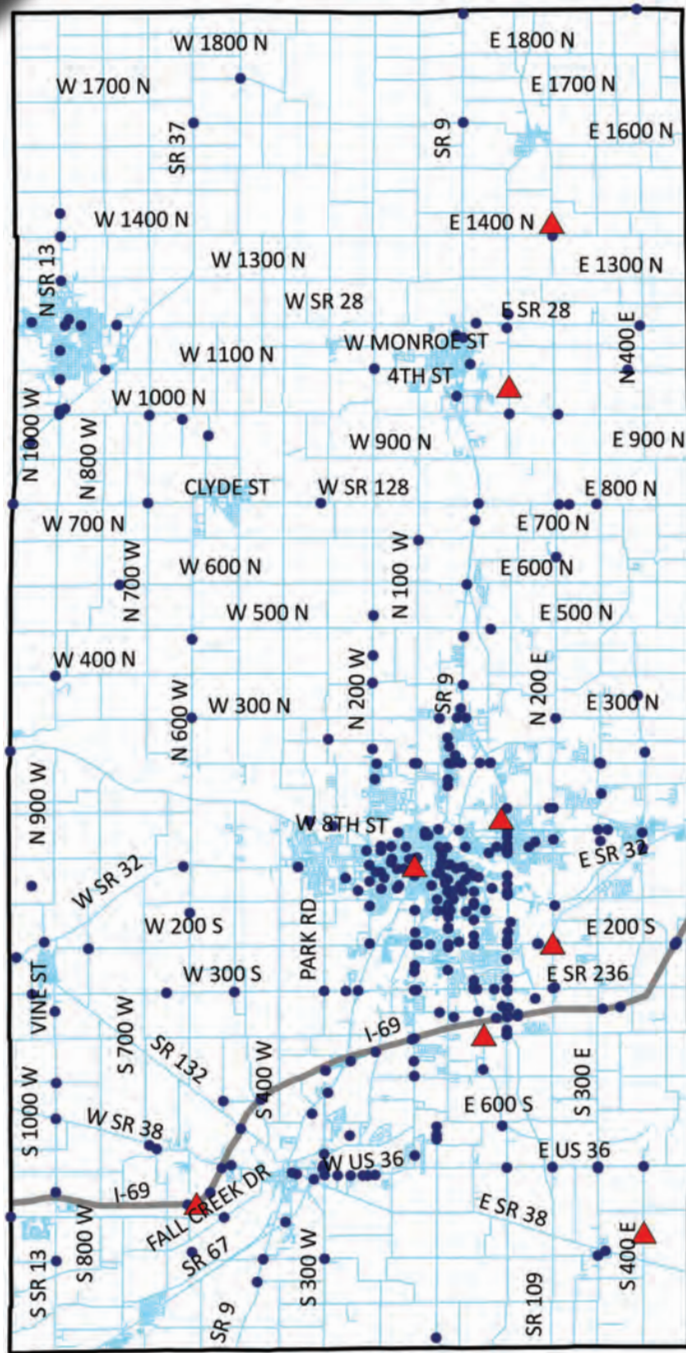 W 1800 N
E 1800 N
W 1700 N
E 1700 N
SR 37
SR 9
E 1600 N
W 1400 N
E 1400 N
N SR 13
W 1300 N
E 1300 N
W SR 28
E SR 28
W MONROE ST
N 400 E
W 1100 N
4TH ST
W 1000 N
N 1000 W
N 800 W
W 900 N
E 900 N
CLYDE ST
W SR 128
E 800 N
W 700 N
E 700 N
N 700 W
W 600 N
N 100 W
E 600 N
W 500 N
E 500 N
W 400 N
N 600 W
W 300 N
N 200 W
SR 9
N 200 E
E 300 N
N 900 W
W 8TH ST
W SR 32
E SR 32
PARK RD
W 200 S
E 200 S
VINE ST
W 300 S
E SR 236
S 700 W
SR 132
S 400 W
I-69
S 300 E
S 1000 W
W SR 38
E 600 S
W US 36
E US 36
I-69
FALL CREEK DR
S 800 W
SR 67
E SR 38
S SR 13
S 300 W
S 400 E
SR 9
SR 109